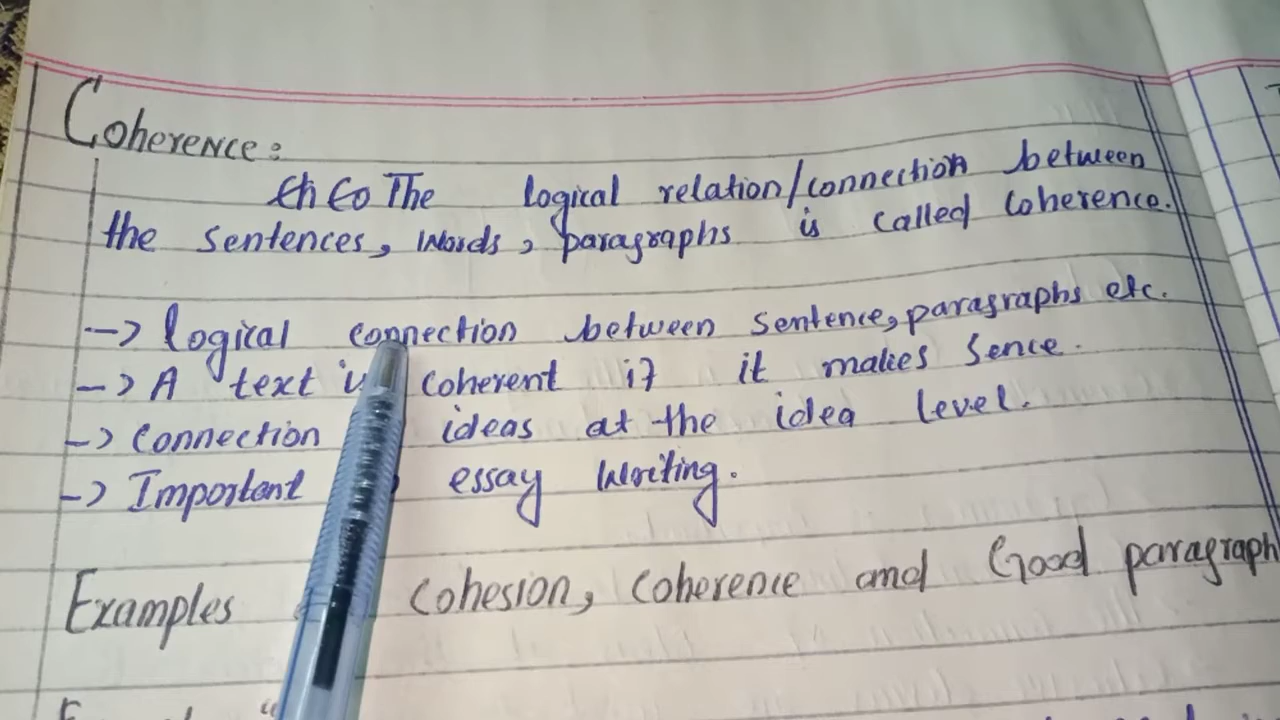 Coherence:
The logical relation/connection between
the sentences, words, paragraphs is called Coherence.
-> logical connection between sentence, paragraphs etc.
-> A text is coherent if it makes Sence.
-> Connection ideas at the idea level.
-> Important essay Writing.
Examples Cohesion, Coherence and Good paragraph